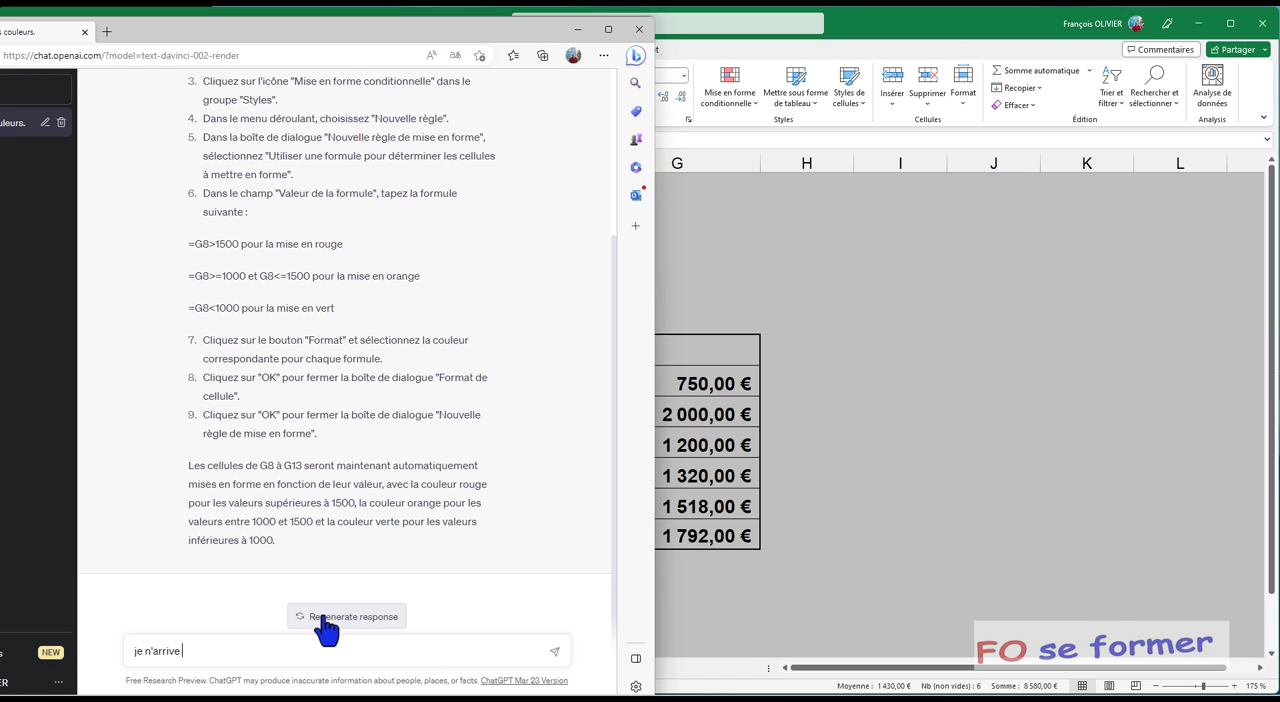 s couleurs.
François OLIVIER
https://chat.openai.com/?model=text-davinci-002-render
Commentaires
Partager
3. Cliquez sur l'icône "Mise en forme conditionnelle" dans le
groupe "Styles".
4. Dans le menu déroulant, choisissez "Nouvelle règle".
5. Dans la boîte de dialogue "Nouvelle règle de mise en forme",
sélectionnez "Utiliser une formule pour déterminer les cellules
à mettre en forme".
6. Dans le champ "Valeur de la formule", tapez la formule
suivante :
=G8>1500 pour la mise en rouge
=G8>=1000 et G8<=1500 pour la mise en orange
=G8<1000 pour la mise en vert
7. Cliquez sur le bouton "Format" et sélectionnez la couleur
correspondante pour chaque formule.
8. Cliquez sur "OK" pour fermer la boîte de dialogue "Format de
cellule".
9. Cliquez sur "OK" pour fermer la boîte de dialogue "Nouvelle
règle de mise en forme".
Les cellules de G8 à G13 seront maintenant automatiquement
mises en forme en fonction de leur valeur, avec la couleur rouge
pour les valeurs supérieures à 1500, la couleur orange pour les
valeurs entre 1000 et 1500 et la couleur verte pour les valeurs
inférieures à 1000.
Regenerate response
je n'arrive
Free Research Preview. ChatGPT may produce inaccurate information about people, places, or facts. ChatGPT Mar 23 Version
uleurs.
s NEW
ER
Mise en forme
conditionnelle
Mettre sous forme
de tableau
Styles de
cellules
Styles
Insérer
Supprimer
Format
Cellules
Somme automatique
Recopier
Effacer
Trier et
filtrer
Rechercher et
sélectionner
Édition
Analyse de
données
Analysis
G H I J K L
750,00 €
2 000,00 €
1 200,00 €
1 320,00 €
1 518,00 €
1 792,00 €
FO se former
Moyenne : 1 430,00 € Nb (non vides) : 6 Somme : 8 580,00 € 175 %